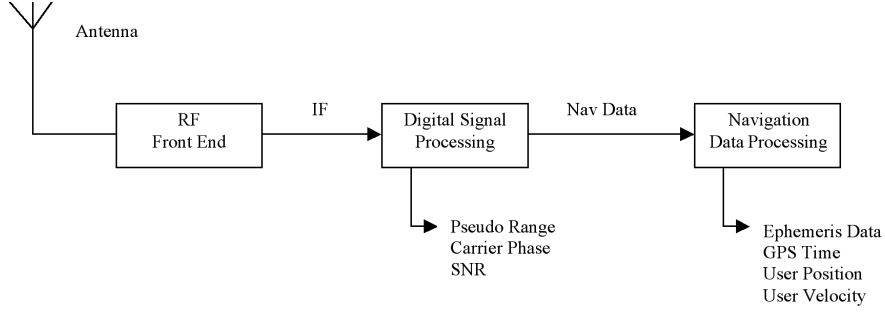 Antenna
RF
Front End
IF
Digital Signal
Processing
Nav Data
Navigation
Data Processing
Pseudo Range
Carrier Phase
SNR
Ephemeris Data
GPS Time
User Position
User Velocity